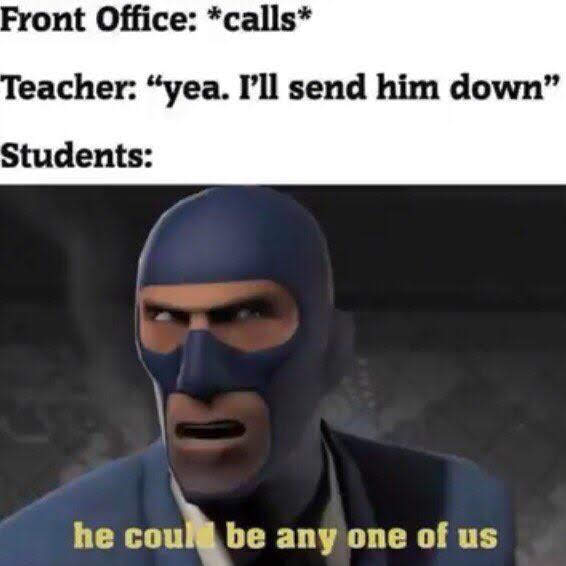 Front Office: *calls*
Teacher: “yea. I’ll send him down”
Students:
he could be any one of us